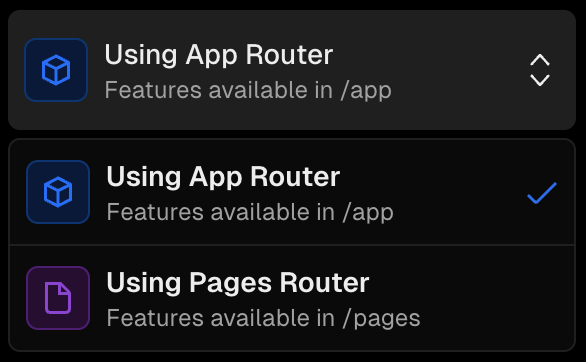 Using App Router
Features available in /app
Using App Router
Features available in /app
Using Pages Router
Features available in /pages